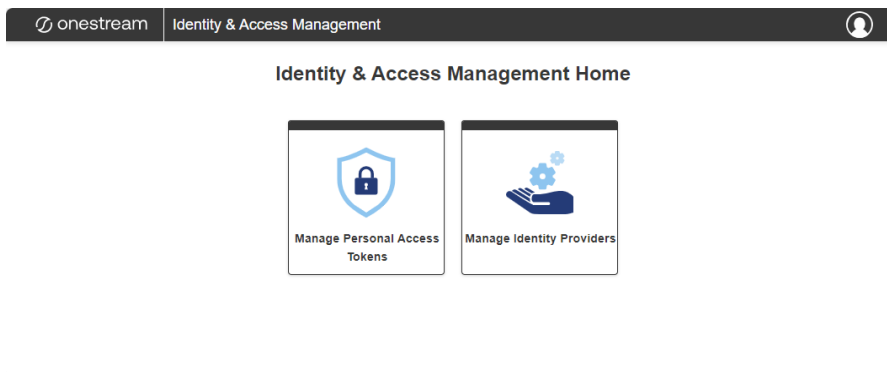 onestream Identity & Access Management
Identity & Access Management Home
Manage Personal Access
Tokens
Manage Identity Providers